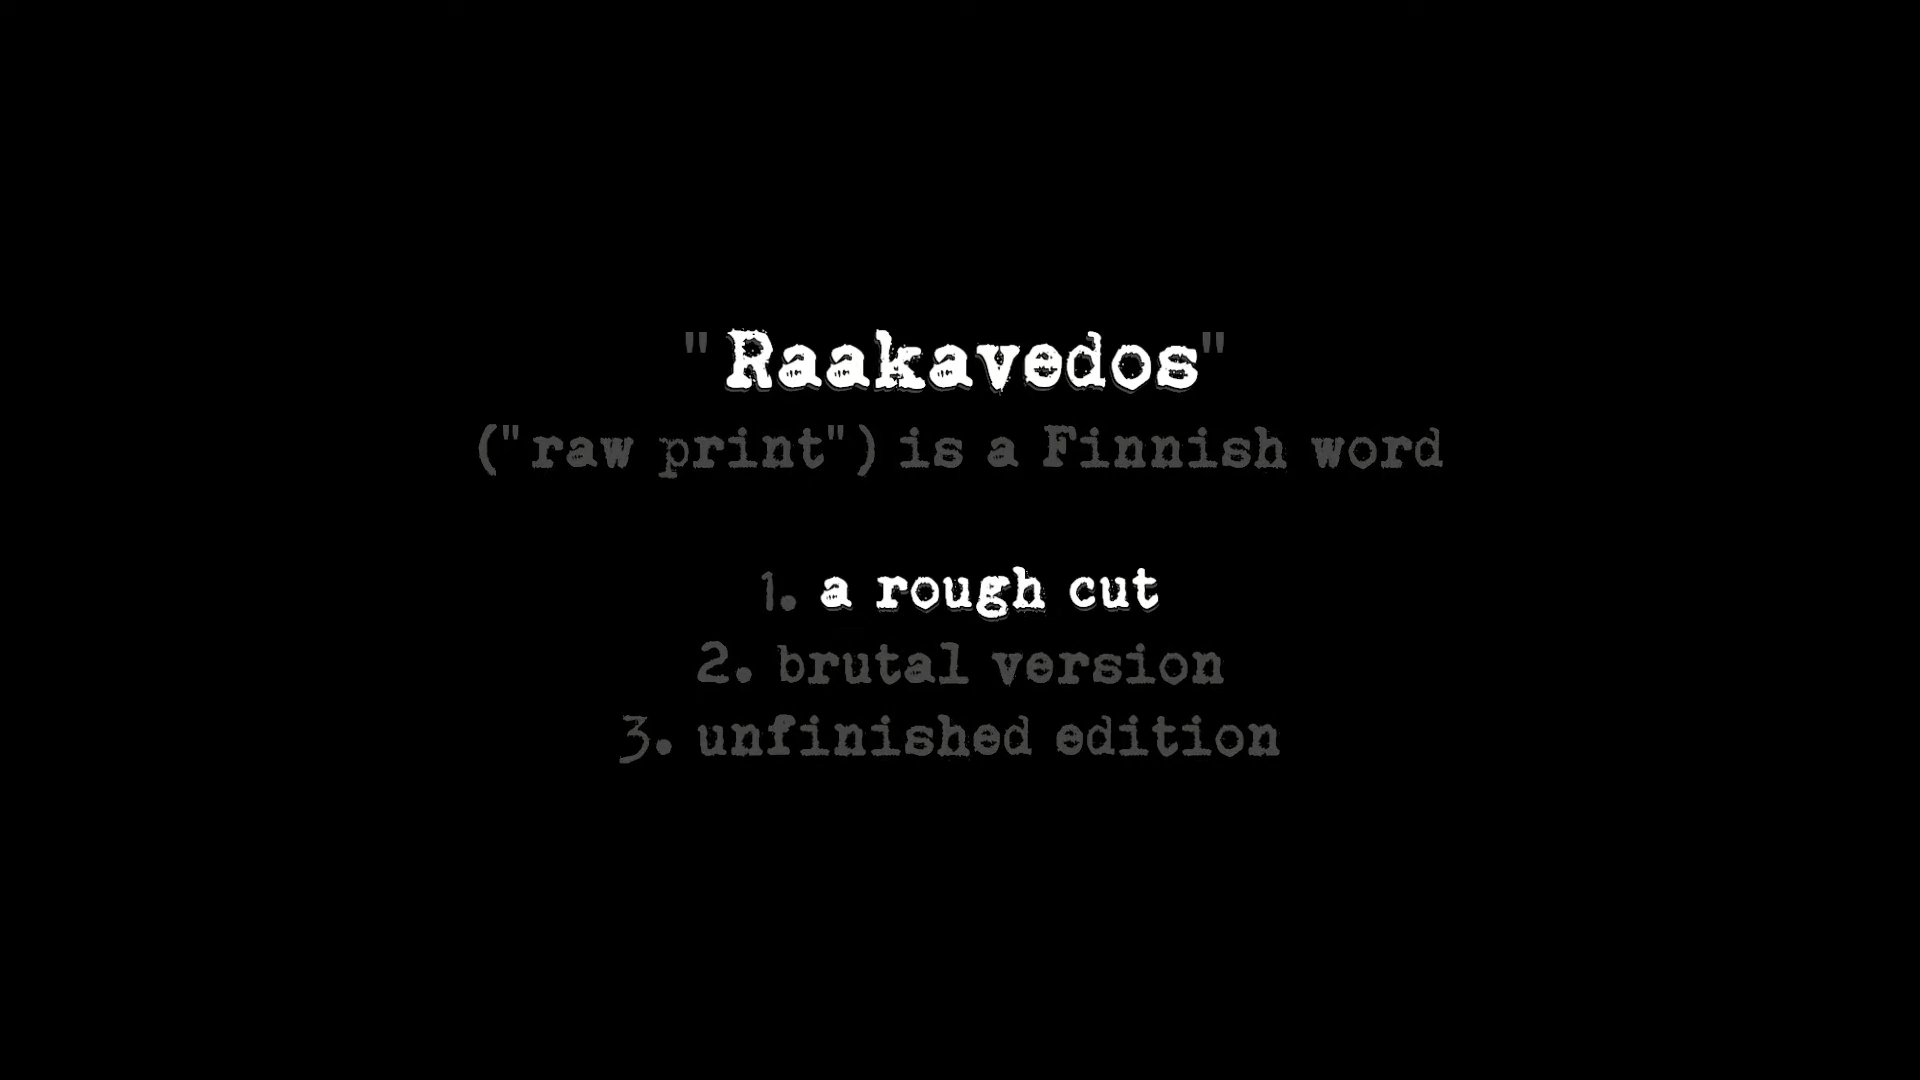 "Raakavedos"
("raw print") is a Finnish word
1. a rough cut
2. brutal version
3. unfinished edition